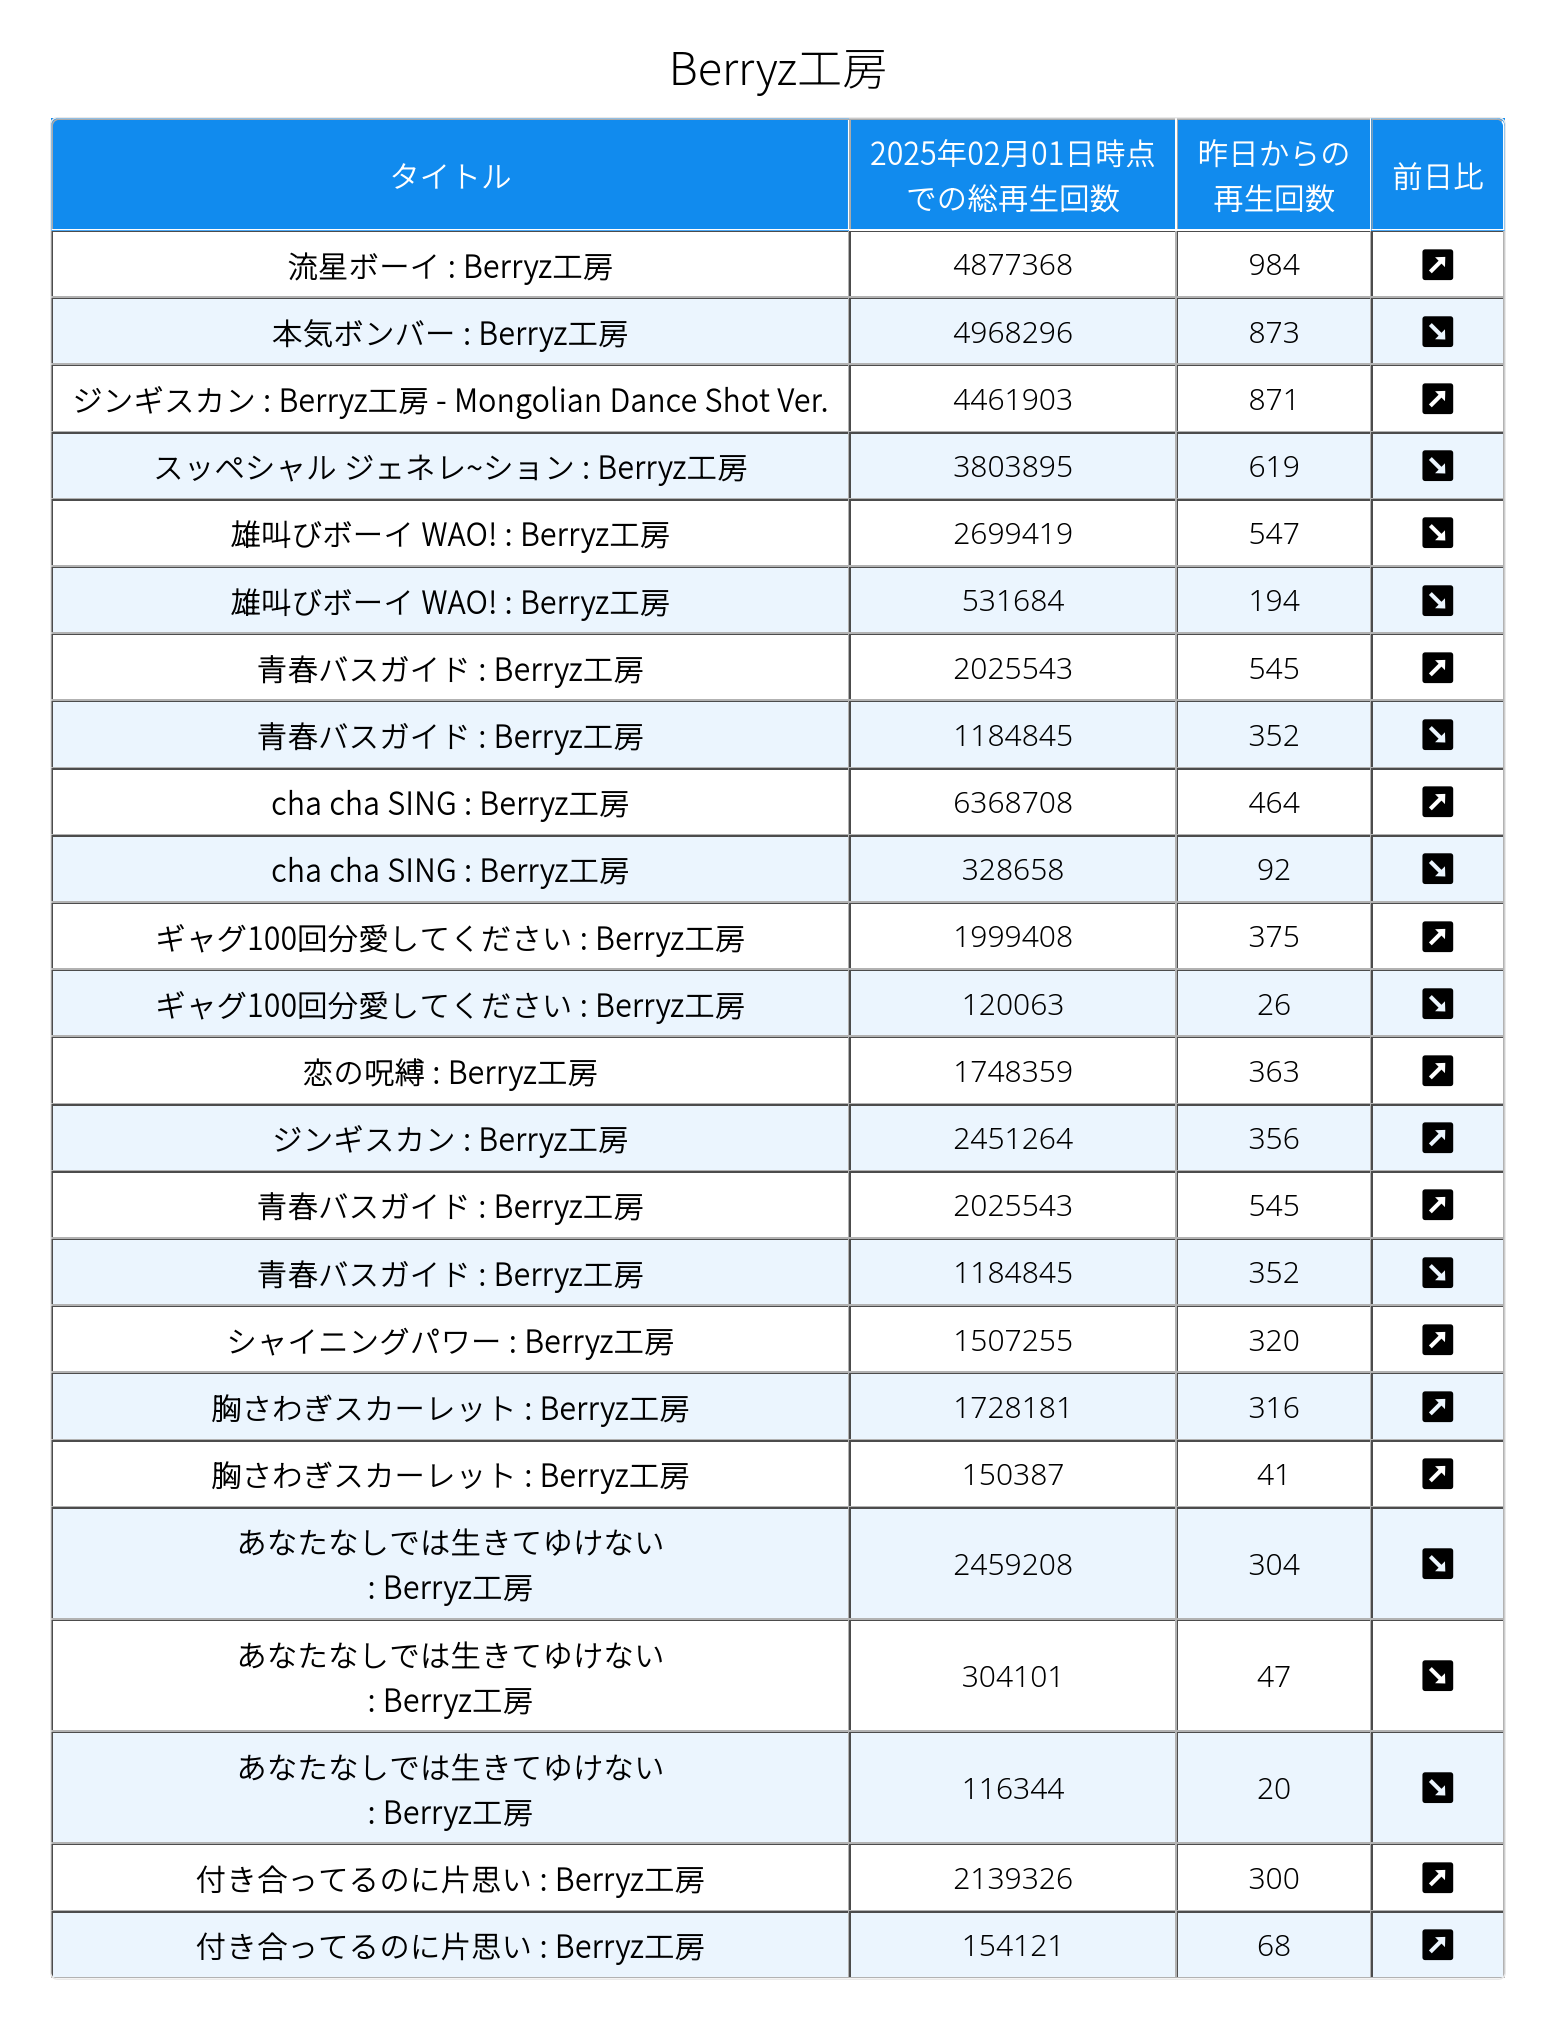 Berryz工房
タイトル
2025年02月01日時点
での総再生回数
昨日からの
再生回数
前日比
流星ボーイ : Berryz工房 4877368 984
本気ボンバー : Berryz工房 4968296 873
ジンギスカン : Berryz工房 - Mongolian Dance Shot Ver. 4461903 871
スッペシャル ジェネレ~ション : Berryz工房 3803895 619
雄叫びボーイ WAO! : Berryz工房 2699419 547
雄叫びボーイ WAO! : Berryz工房 531684 194
青春バスガイド : Berryz工房 2025543 545
青春バスガイド : Berryz工房 1184845 352
cha cha SING : Berryz工房 6368708 464
cha cha SING : Berryz工房 328658 92
ギャグ100回分愛してください : Berryz工房 1999408 375
ギャグ100回分愛してください : Berryz工房 120063 26
恋の呪縛 : Berryz工房 1748359 363
ジンギスカン : Berryz工房 2451264 356
青春バスガイド : Berryz工房 2025543 545
青春バスガイド : Berryz工房 1184845 352
シャイニングパワー : Berryz工房 1507255 320
胸さわぎスカーレット : Berryz工房 1728181 316
胸さわぎスカーレット : Berryz工房 150387 41
あなたなしでは生きてゆけない
: Berryz工房 2459208 304
あなたなしでは生きてゆけない
: Berryz工房 304101 47
あなたなしでは生きてゆけない
: Berryz工房 116344 20
付き合ってるのに片思い : Berryz工房 2139326 300
付き合ってるのに片思い : Berryz工房 154121 68